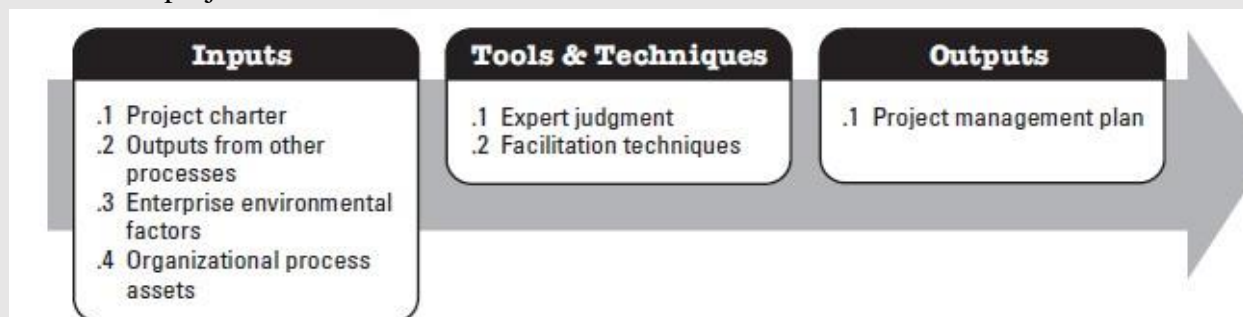 Inputs
.1 Project charter
.2 Outputs from other
processes
.3 Enterprise environmental
factors
.4 Organizational process
assets
Tools & Techniques
.1 Expert judgment
.2 Facilitation techniques
Outputs
.1 Project management plan